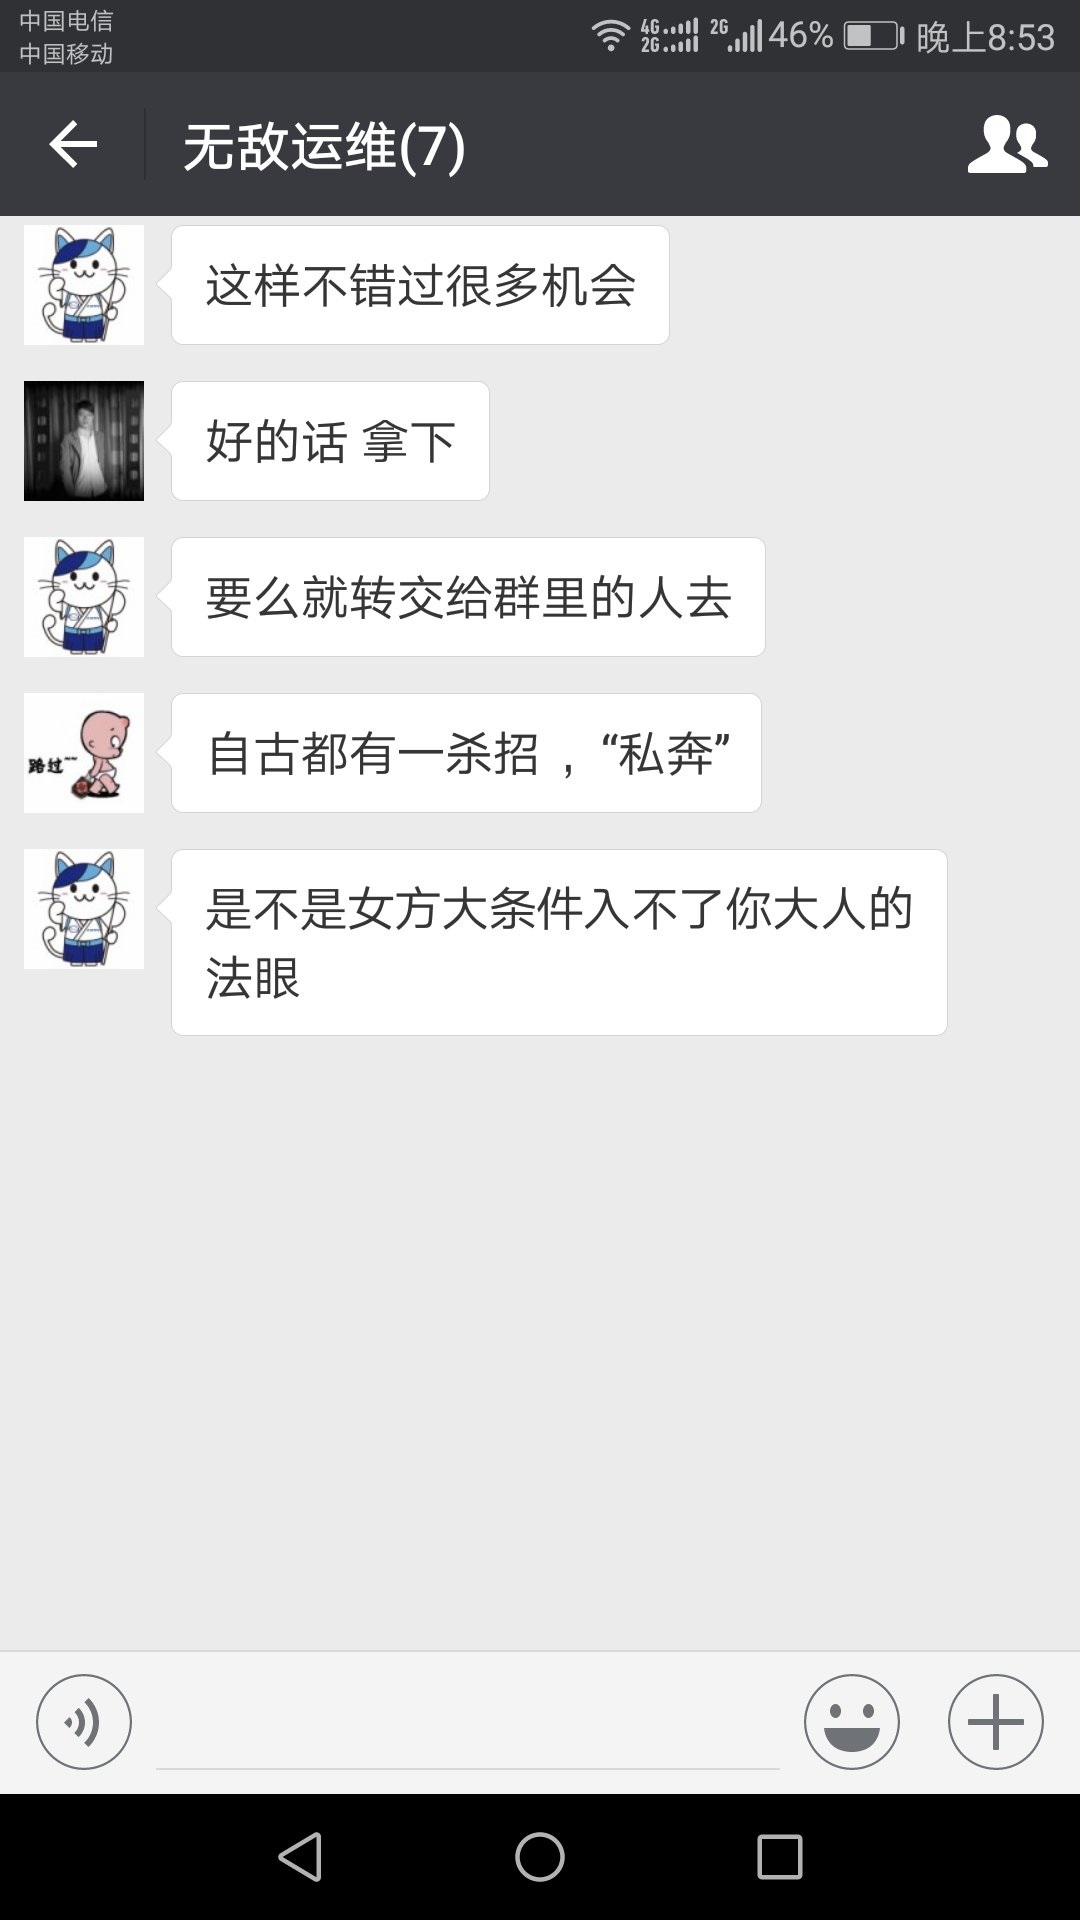 中国电信
中国移动
4G
2G
2G
46%
晚上8:53
无敌运维(7)
这样不错过很多机会
好的话 拿下
要么就转交给群里的人去
路过~~
自古都有一杀招，“私奔”
是不是女方大条件入不了你大人的
法眼